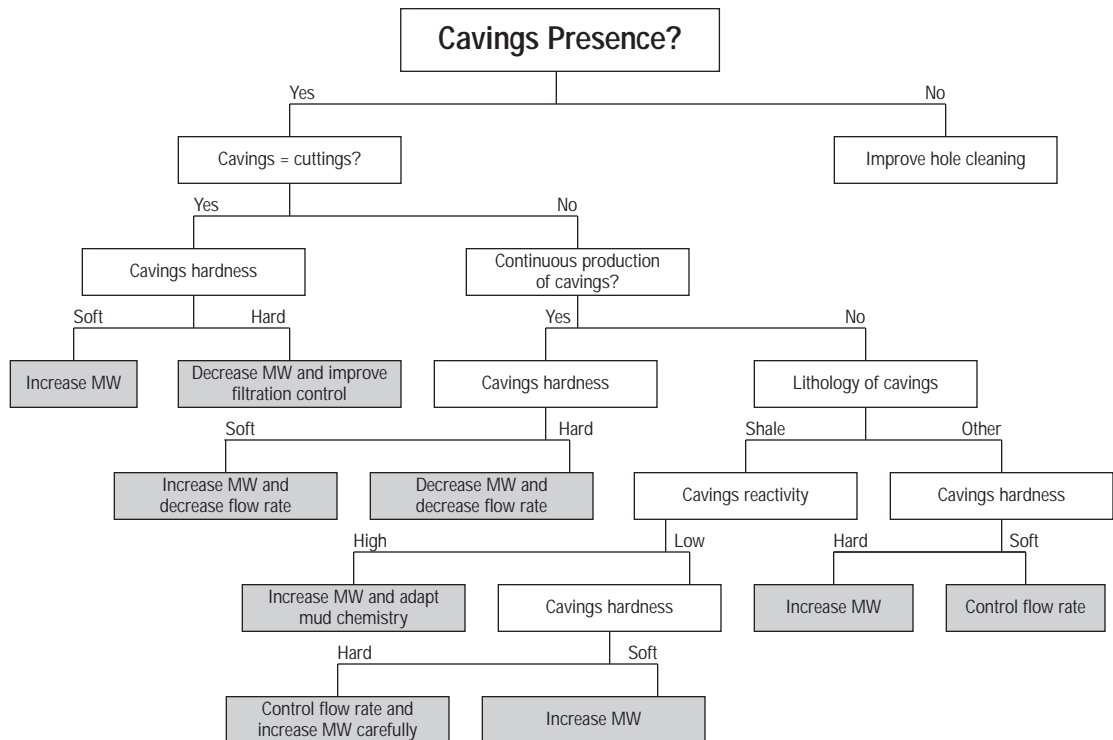 Cavings Presence?
Yes
No
Cavings = cuttings?
Improve hole cleaning
Yes
No
Cavings hardness
Continuous production
of cavings?
Soft
Hard
Yes
No
Increase MW
Decrease MW and improve
filtration control
Cavings hardness
Lithology of cavings
Soft
Hard
Shale
Other
Increase MW and
decrease flow rate
Decrease MW and
decrease flow rate
Cavings reactivity
Cavings hardness
High
Low
Hard
Soft
Increase MW and adapt
mud chemistry
Cavings hardness
Increase MW
Control flow rate
Hard
Soft
Control flow rate and
increase MW carefully
Increase MW